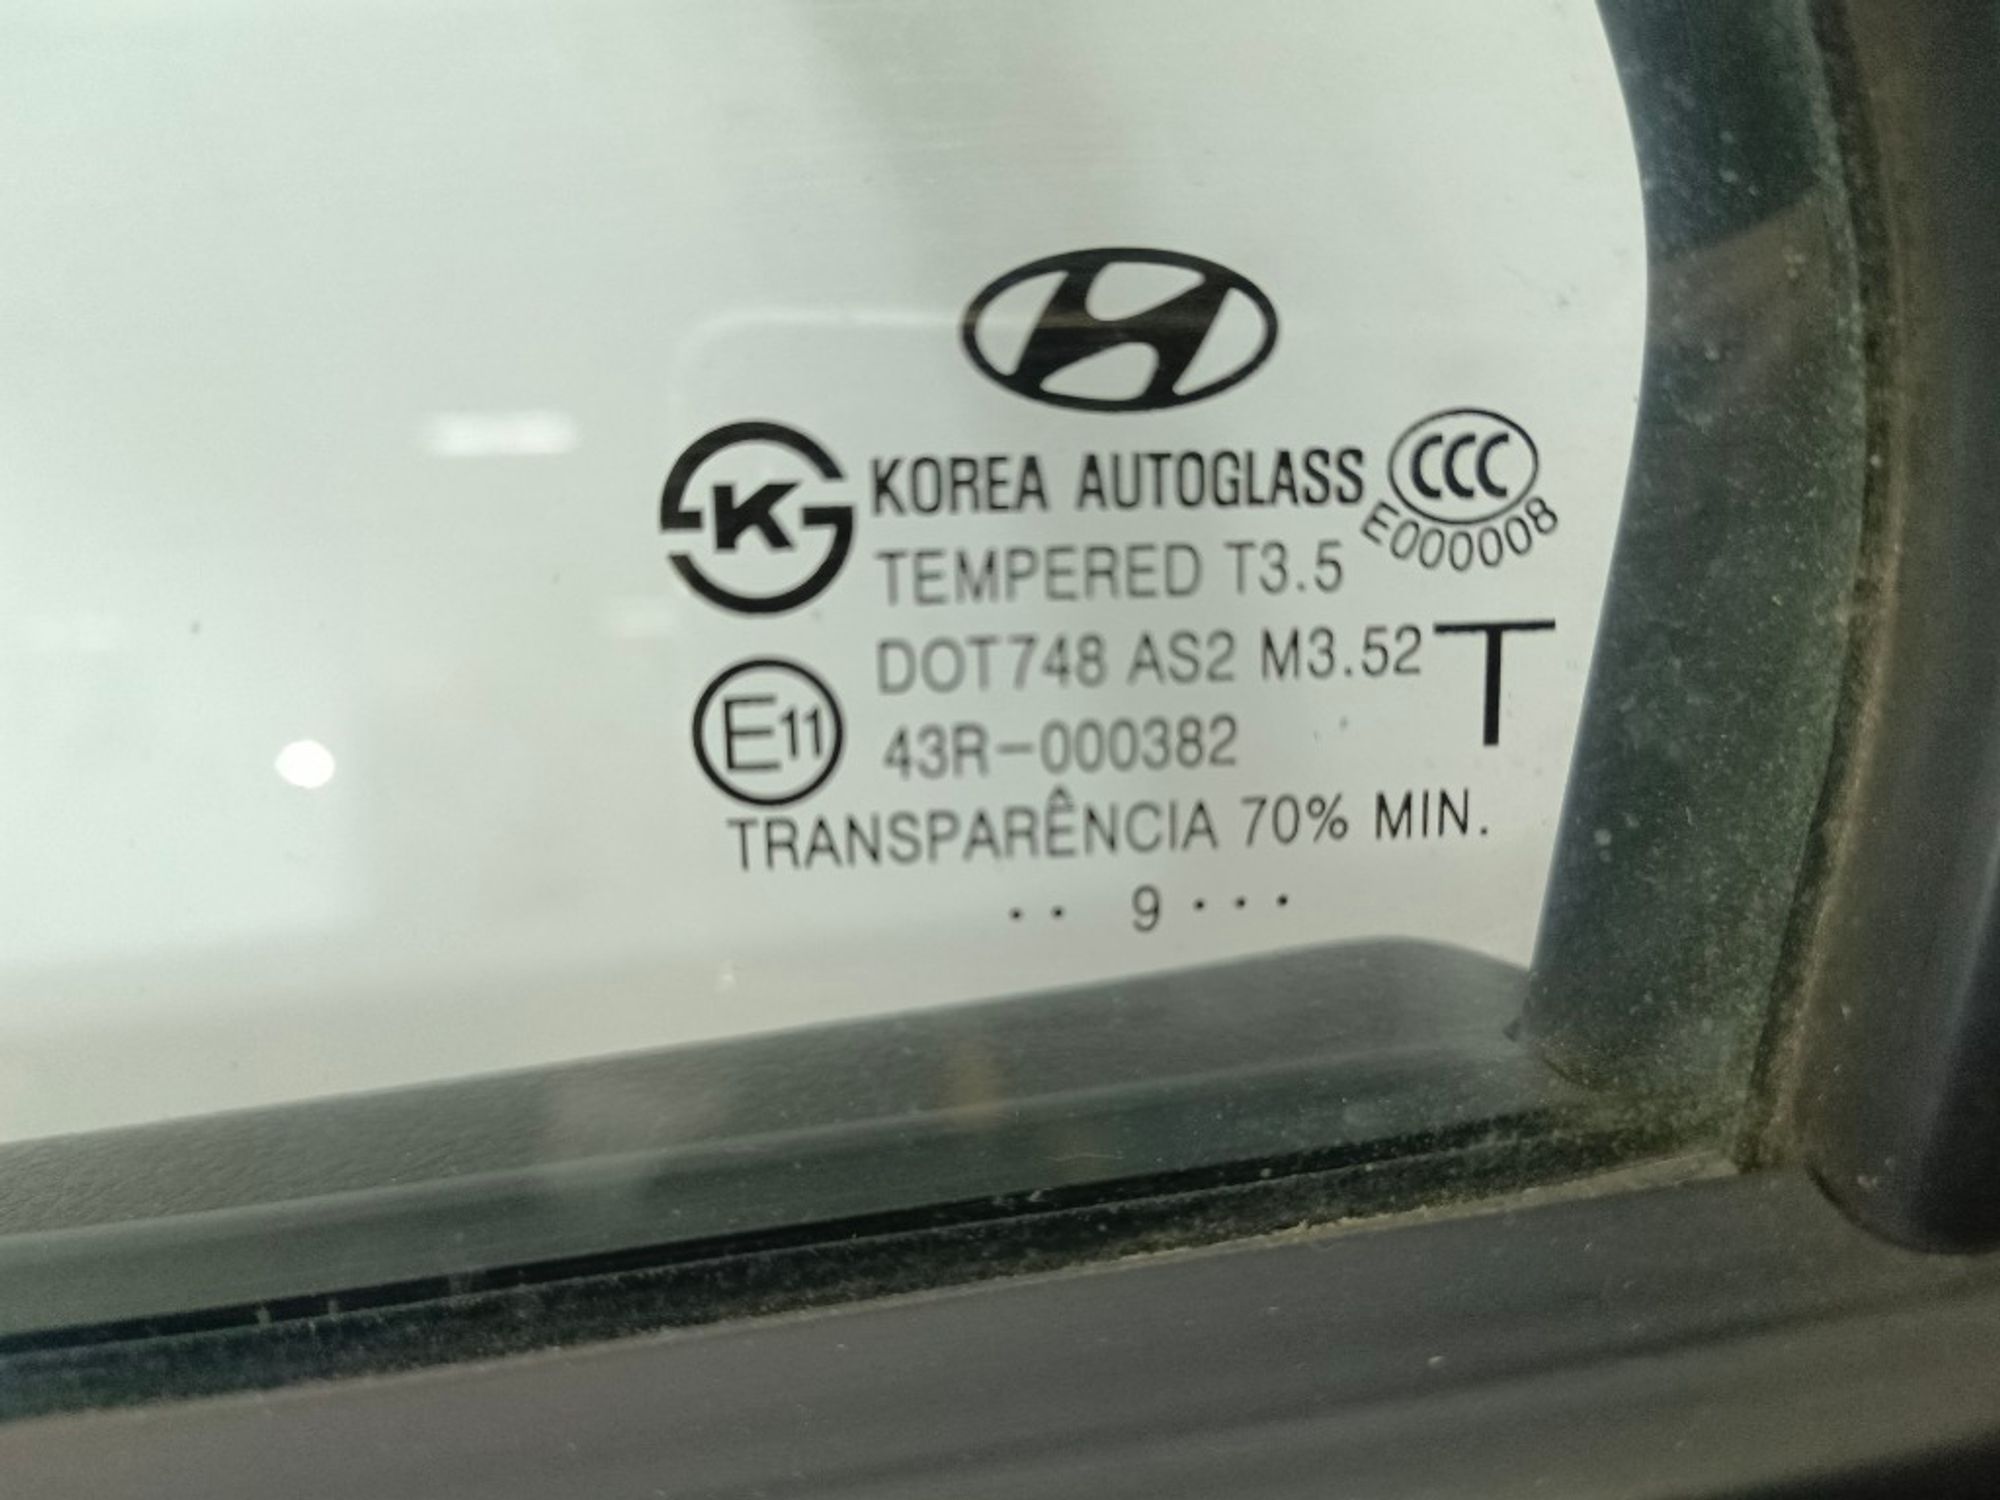 KOREA AUTOGLASS
CCC
E000008
K
TEMPERED T3.5
DOT748 AS2 M3.52
T
E11
43R-000382
TRANSPARÊNCIA 70% MIN.
•• 9 •••